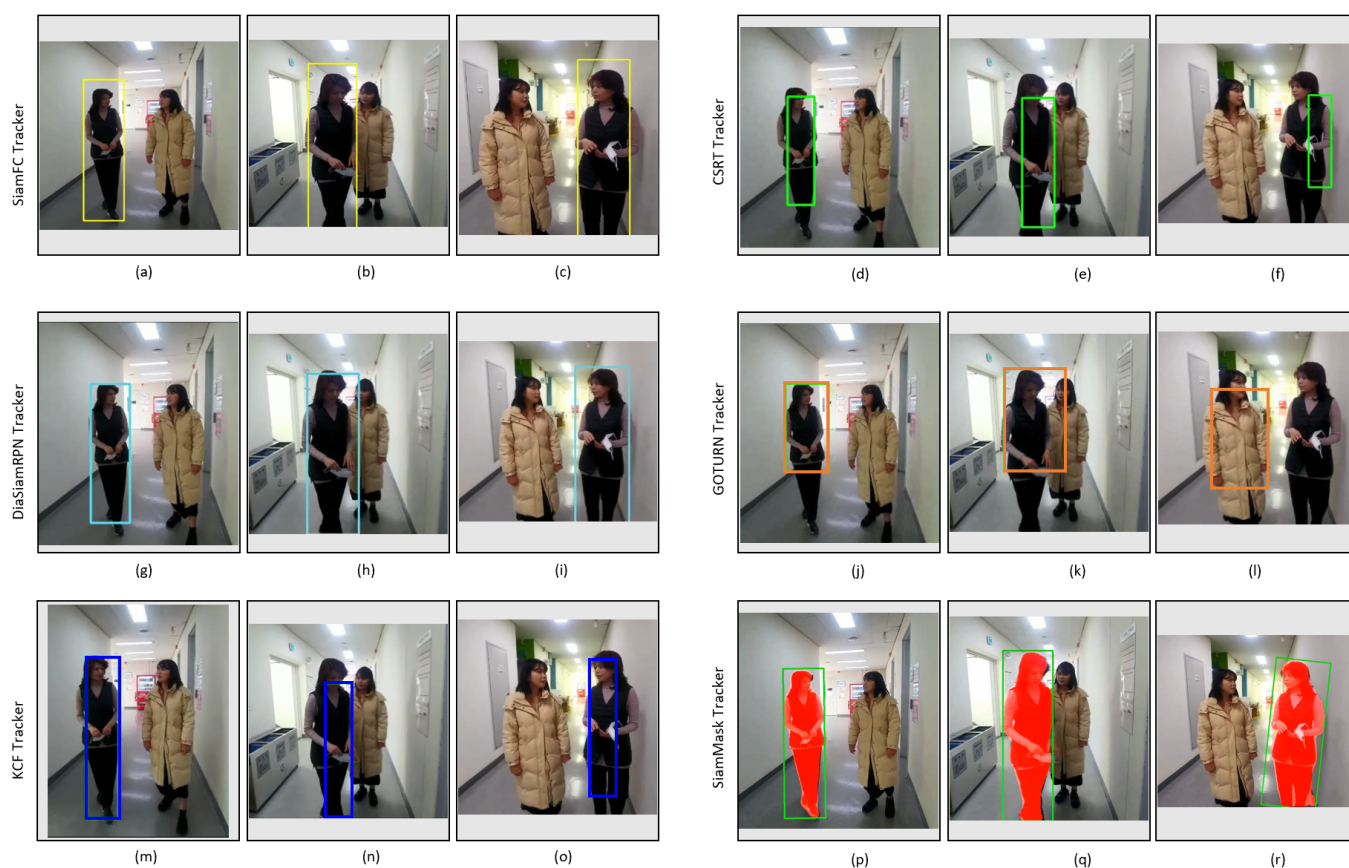 SiamFC Tracker
(a)
(b)
(c)
CSRT Tracker
(d)
(e)
(f)
DiaSiamRPN Tracker
(g)
(h)
(i)
GOTURN Tracker
(j)
(k)
(l)
KCF Tracker
(m)
(n)
(o)
SiamMask Tracker
(p)
(q)
(r)